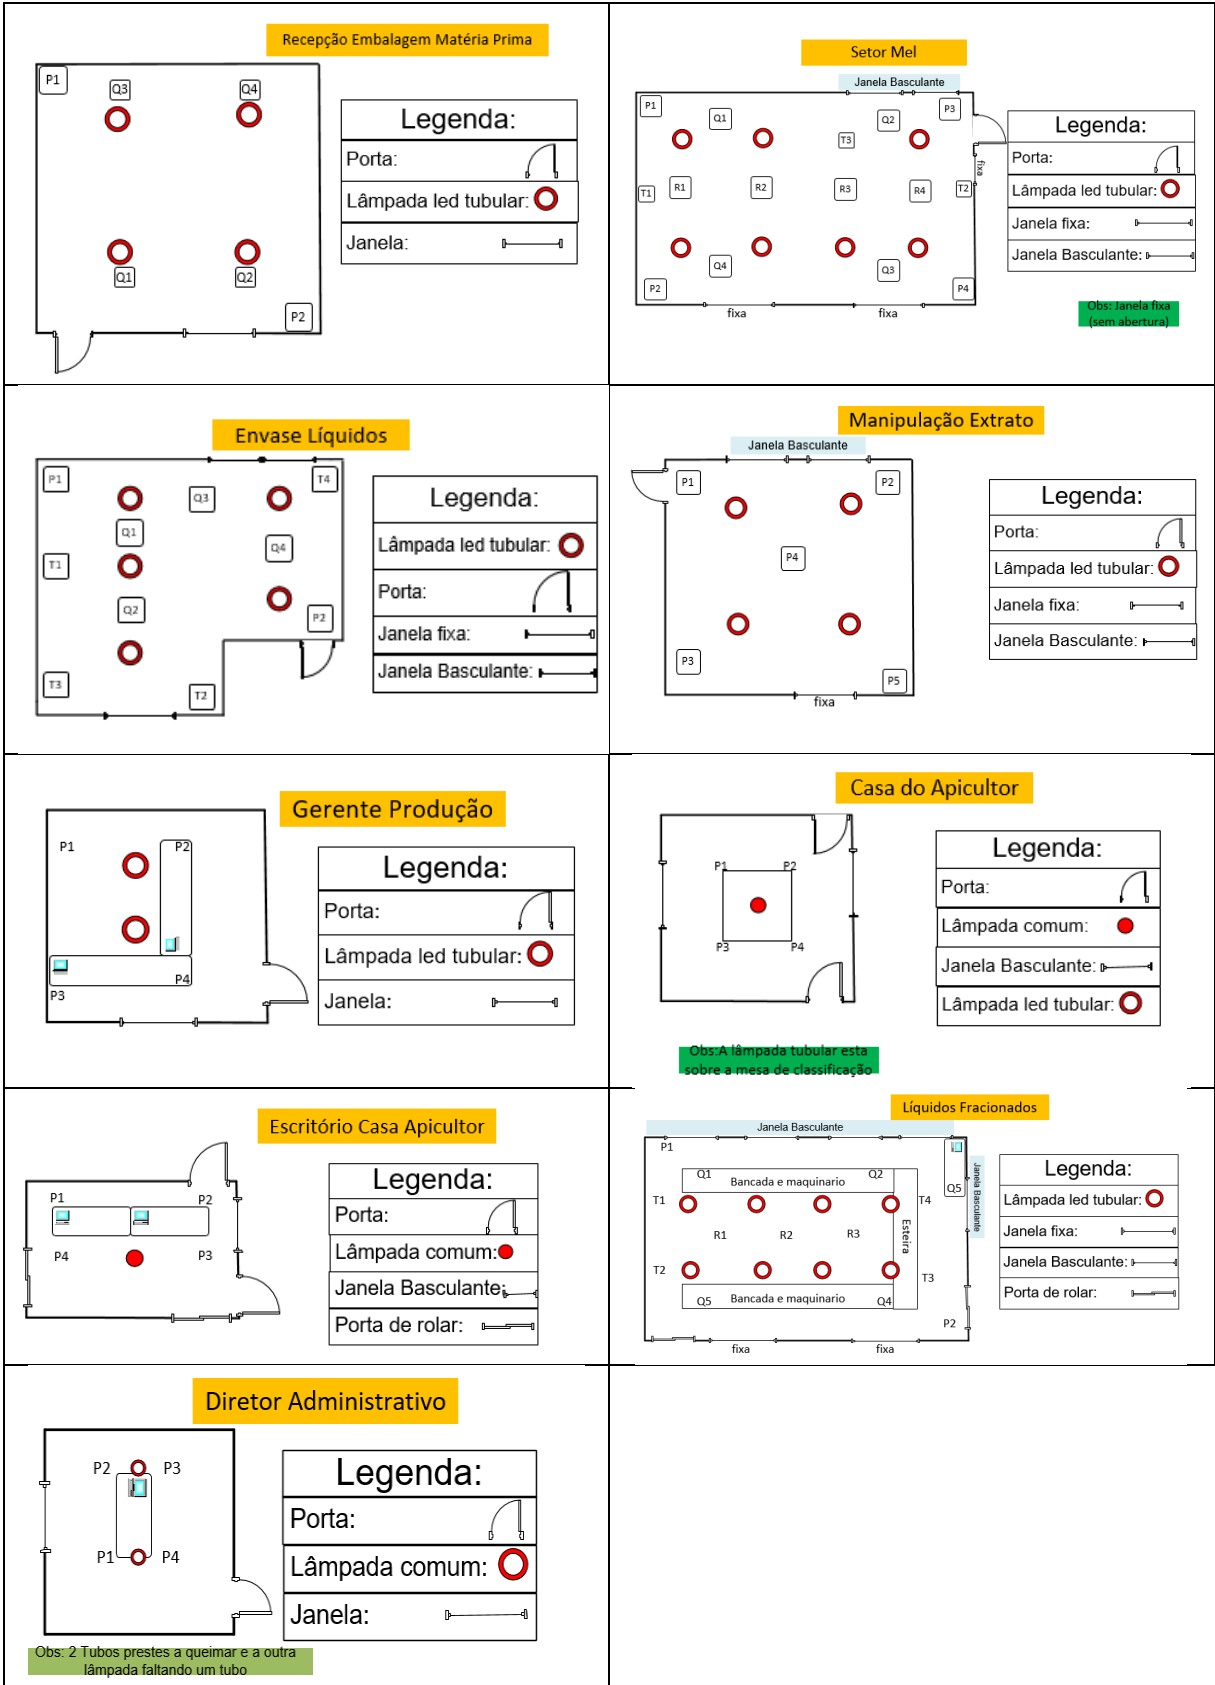 Recepção Embalagem Matéria Prima
P1
Q3
Q4
Q1
Q2
P2
Legenda:
Porta:
Lâmpada led tubular:
Janela:
Setor Mel
Janela Basculante
P1
Q1
Q2
P3
T3
fixa
T1
R1
R2
R3
R4
T2
Q4
Q3
P2
P4
fixa
fixa
Legenda:
Porta:
Lâmpada led tubular:
Janela fixa:
Janela Basculante:
Obs: Janela fixa
(sem abertura)
Envase Líquidos
P1
Q3
T4
Q1
Q4
T1
Q2
P2
T3
T2
Legenda:
Lâmpada led tubular:
Porta:
Janela fixa:
Janela Basculante:
Manipulação Extrato
Janela Basculante
P1
P2
P4
P3
P5
fixa
Legenda:
Porta:
Lâmpada led tubular:
Janela fixa:
Janela Basculante:
Gerente Produção
P1
P2
P4
P3
Legenda:
Porta:
Lâmpada led tubular:
Janela:
Casa do Apicultor
P1
P2
P3
P4
Legenda:
Porta:
Lâmpada comum:
Janela Basculante:
Lâmpada led tubular:
Obs:A lâmpada tubular esta
sobre a mesa de classificação
Escritório Casa Apicultor
P1
P2
P4
P3
Legenda:
Porta:
Lâmpada comum:
Janela Basculante:
Porta de rolar:
Líquidos Fracionados
Janela Basculante
P1
Q1
Q2
Bancada e maquinario
Q5
Janela Basculante
T1
T4
R1
R2
R3
Esteira
T2
T3
Q5
Bancada e maquinario
Q4
P2
fixa
fixa
Legenda:
Lâmpada led tubular:
Janela fixa:
Janela Basculante:
Porta de rolar:
Diretor Administrativo
P2
P3
P1
P4
Legenda:
Porta:
Lâmpada comum:
Janela:
Obs: 2 Tubos prestes a queimar e a outra
lâmpada faltando um tubo